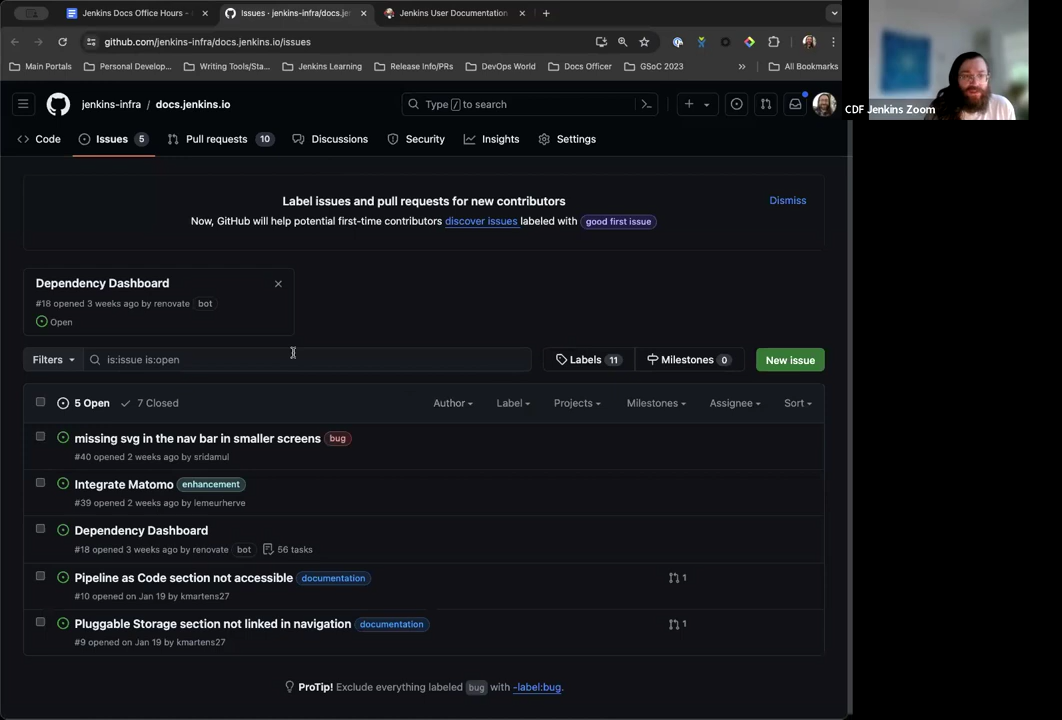 Jenkins Docs Office Hours -
Issues · jenkins-infra/docs.je
Jenkins User Documentation
github.com/jenkins-infra/docs.jenkins.io/issues
Main Portals
Personal Develop...
Writing Tools/Sta...
Jenkins Learning
Release Info/PRs
DevOps World
Docs Officer
GSoC 2023
»
All Bookmarks
jenkins-infra / docs.jenkins.io
Type / to search
CDF Jenkins Zoom
Code
Issues 5
Pull requests 10
Discussions
Security
Insights
Settings
Label issues and pull requests for new contributors
Dismiss
Now, GitHub will help potential first-time contributors discover issues labeled with good first issue
Dependency Dashboard
#18 opened 3 weeks ago by renovate bot
Open
Filters
is:issue is:open
Labels 11
Milestones 0
New issue
5 Open
7 Closed
Author
Label
Projects
Milestones
Assignee
Sort
missing svg in the nav bar in smaller screens bug
#40 opened 2 weeks ago by sridamul
Integrate Matomo enhancement
#39 opened 2 weeks ago by lemeurherve
Dependency Dashboard
#18 opened 3 weeks ago by renovate bot 56 tasks
Pipeline as Code section not accessible documentation
1
#10 opened on Jan 19 by kmartens27
Pluggable Storage section not linked in navigation documentation
1
#9 opened on Jan 19 by kmartens27
ProTip! Exclude everything labeled bug with -label:bug.